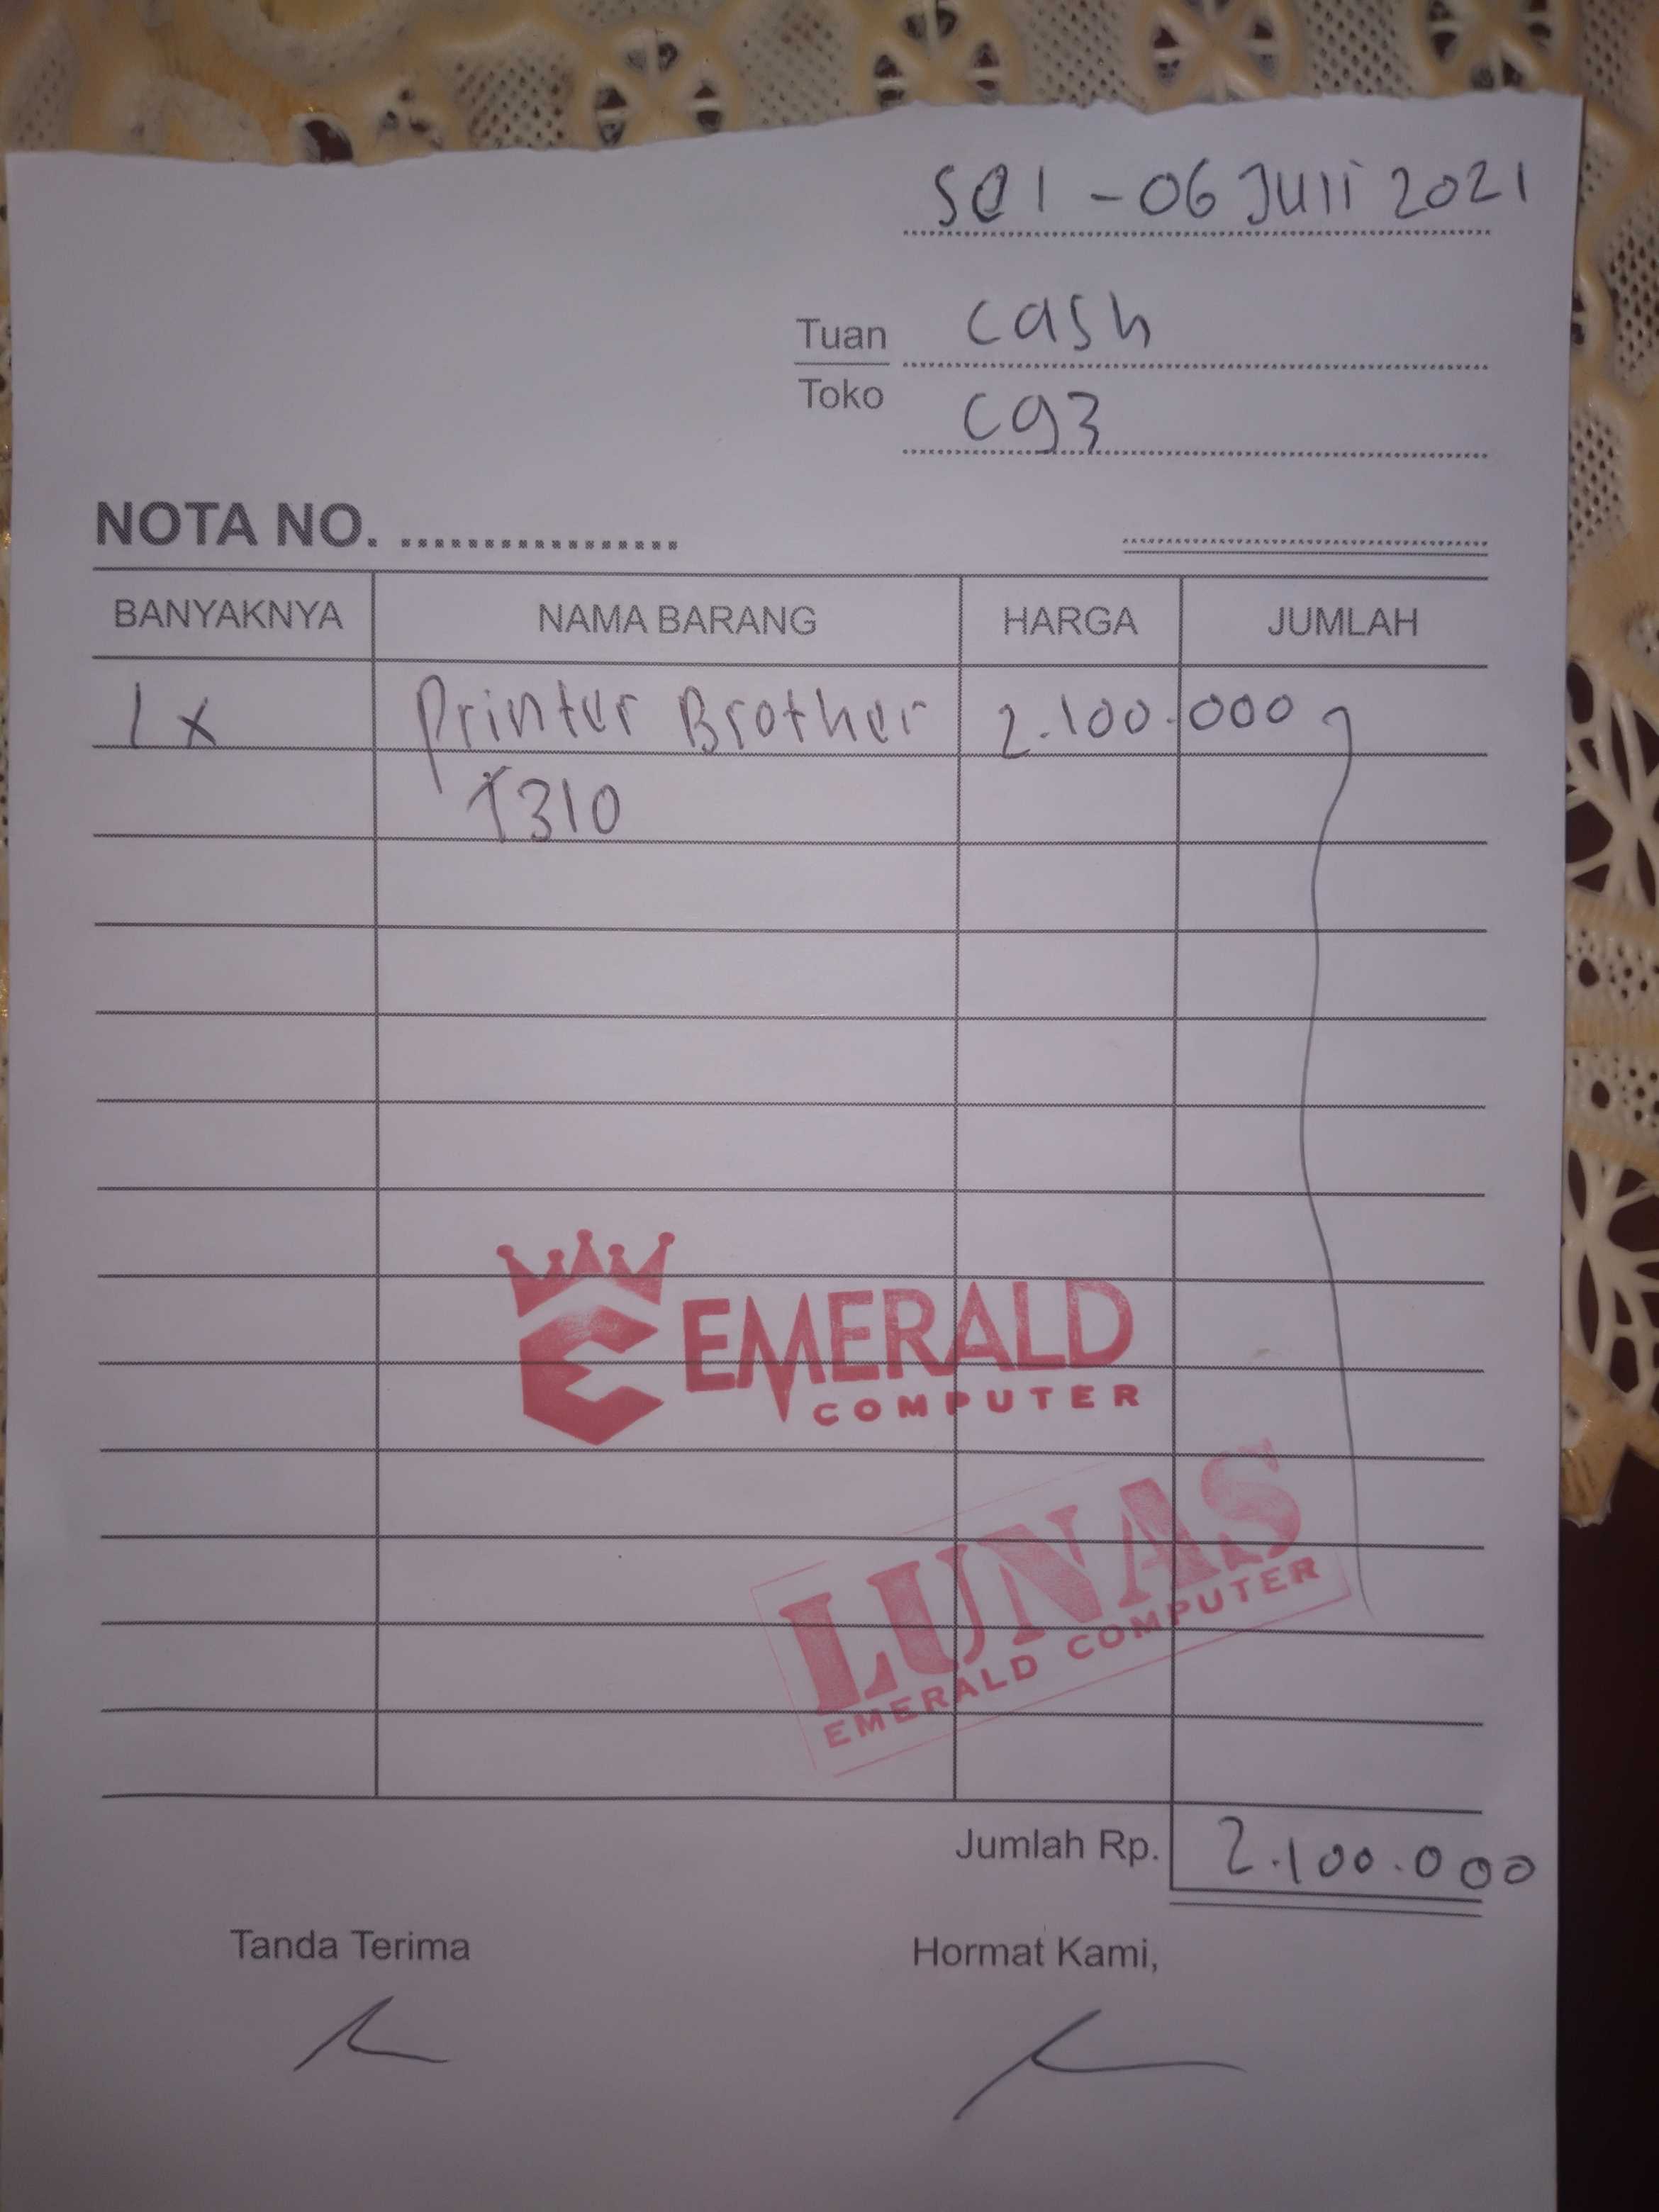 Sel - 06 Juli 2021
Tuan cash
Toko cg3
NOTA NO. ..................
BANYAKNYA NAMA BARANG HARGA JUMLAH
1 x Printer Brother 2.100.000
T310
EMERALD
COMPUTER
LUNAS
EMERALD COMPUTER
Jumlah Rp. 2.100.000
Tanda Terima Hormat Kami,